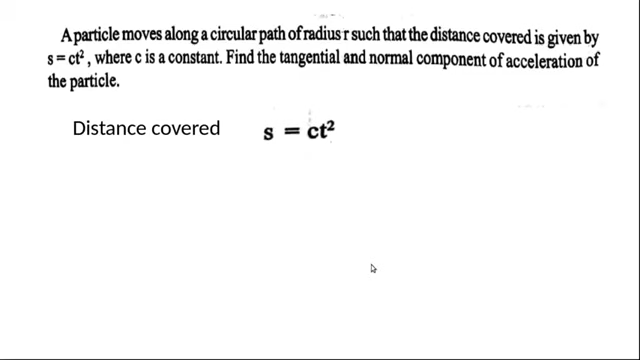 A particle moves along a circular path of radius r such that the distance covered is given by
s = ct², where c is a constant. Find the tangential and normal component of acceleration of
the particle.
Distance covered s = ct²